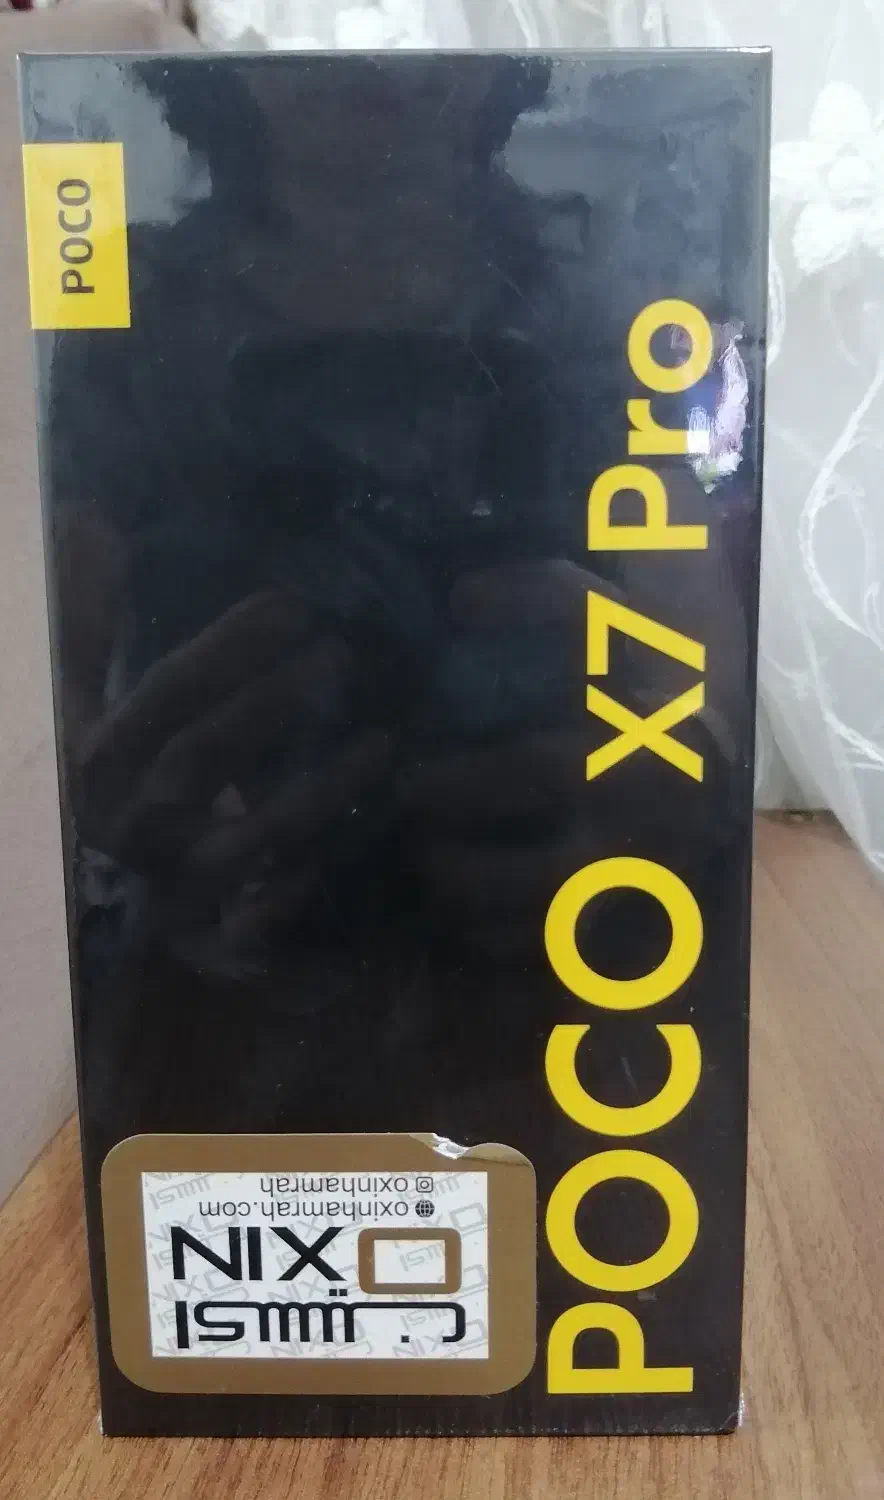 POCO
POCO X7 Pro
اکسین
OXIN
oxinhamrah.com
oxinhamrah